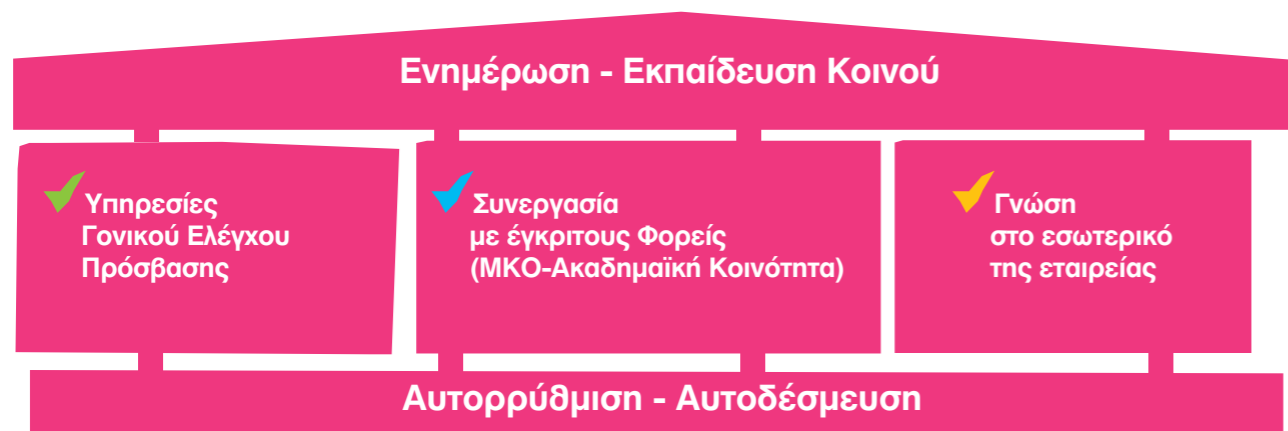 Ενημέρωση - Εκπαίδευση Κοινού
Υπηρεσίες
Γονικού Ελέγχου
Πρόσβασης
Συνεργασία
με έγκριτους Φορείς
(ΜΚΟ-Ακαδημαϊκή Κοινότητα)
Γνώση
στο εσωτερικό
της εταιρείας
Αυτορρύθμιση - Αυτοδέσμευση